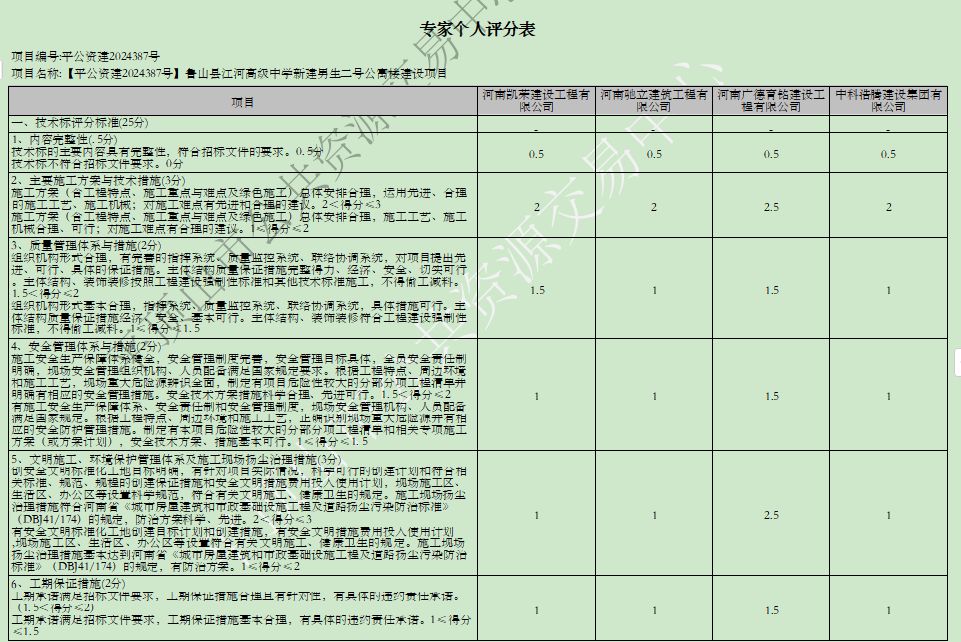 专家个人评分表
项目编号:平公资建2024387号
项目名称:【平公资建2024387号】鲁山县江河高级中学新建男生二号公寓楼建设项目
项目 河南凯荣建设工程有限公司 河南驰立建筑工程有限公司 河南广德育铭建设工程有限公司 中科浩腾建设集团有限公司
一、技术标评分标准(25分) - - - -
1、内容完整性(.5分)
技术标的主要内容具有完整性，符合招标文件的要求。0.5分
技术标不符合招标文件要求。0分
0.5 0.5 0.5 0.5
2、主要施工方案与技术措施(3分)
施工方案（含工程特点、施工重点与难点及绿色施工）总体安排合理，运用先进、合理
的施工工艺、施工机械；对施工难点有先进和合理的建议。2<得分≤3
施工方案（含工程特点、施工重点与难点及绿色施工）总体安排合理，施工工艺、施工
机械合理、可行；对施工难点有合理的建议。1≤得分≤2
2 2 2.5 2
3、质量管理体系与措施(2分)
组织机构形式合理，有完善的指挥系统、质量监控系统、联络协调系统，对项目提出先
进、可行、具体的保证措施。主体结构质量保证措施完整得力、经济、安全、切实可行
。主体结构、装饰装修按照工程建设强制性标准和其他技术标准施工，不得偷工减料。
1.5<得分≤2
组织机构形式基本合理，指挥系统、质量监控系统、联络协调系统，具体措施可行。主
体结构质量保证措施经济、安全、基本可行。主体结构、装饰装修符合工程建设强制性
标准，不得偷工减料。1≤得分≤1.5
1.5 1 1.5 1
4、安全管理体系与措施(2分)
施工安全生产保障体系健全，安全管理制度完善，安全管理目标具体，全员安全责任制
明确，现场安全管理组织机构、人员配备满足国家规定要求。根据工程特点、周边环境
和施工工艺，现场重大危险源辨识全面，制定有项目危险性较大的分部分项工程清单并
明确有相应的安全管理措施。安全技术方案措施科学合理、先进可行。1.5<得分≤2
有施工安全生产保障体系、安全责任制和安全管理制度，现场安全管理机构、人员配备
满足国家规定。根据工程特点、周边环境和施工工艺，正确识别现场重大危险源并有相
应的安全防护管理措施。制定有本项目危险性较大的分部分项工程清单和相关专项施工
方案（或方案计划），安全技术方案、措施基本可行。1≤得分≤1.5
1 1 1.5 1
5、文明施工、环境保护管理体系及施工现场扬尘治理措施(3分)
创安全文明标准化工地目标明确，有针对项目实际情况，科学可行的创建计划和符合相
关标准、规范、规程的创建保证措施和安全文明措施费用投入使用计划，现场施工区、
生活区、办公区等设置科学规范，符合有关文明施工、健康卫生的规定。施工现场扬尘
治理措施符合河南省《城市房屋建筑和市政基础设施工程及道路扬尘污染防治标准》
（DBJ41/174）的规定，防治方案科学、先进。2<得分≤3
有安全文明标准化工地创建目标计划和创建措施，有安全文明措施费用投入使用计划
,现场施工区、生活区、办公区等设置符合有关文明施工、健康卫生的规定。施工现场
扬尘治理措施基本达到河南省《城市房屋建筑和市政基础设施工程及道路扬尘污染防治
标准》（DBJ41/174）的规定，有防治方案。1≤得分≤2
1 1 2.5 1
6、工期保证措施(2分)
工期承诺满足招标文件要求，工期保证措施合理且有针对性，有具体的违约责任承诺。
（1.5<得分≤2）
工期承诺满足招标文件要求，工期保证措施基本合理，有具体的违约责任承诺。1≤得分
≤1.5
1 1 1.5 1